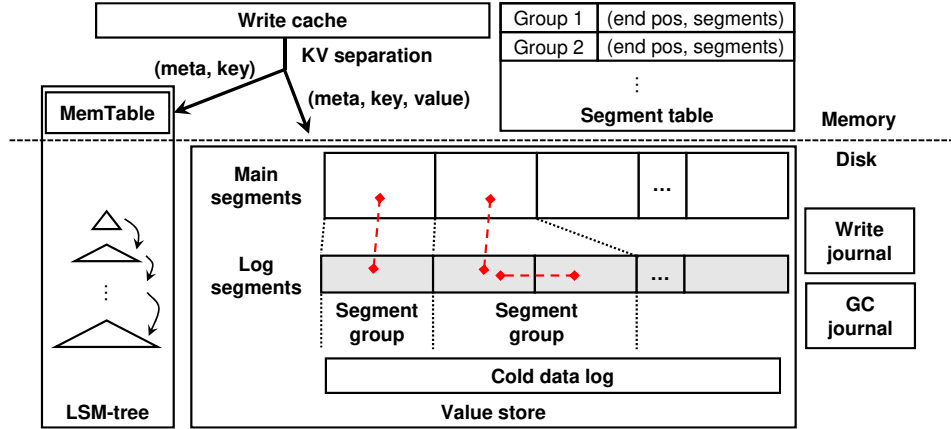 Write cache
KV separation
(meta, key)
(meta, key, value)
Group 1 (end pos, segments)
Group 2 (end pos, segments)
⋮
Segment table
MemTable
Memory
Disk
Main
segments
...
Log
segments
...
Segment
group
Segment
group
Cold data log
Value store
⋮
LSM-tree
Write
journal
GC
journal